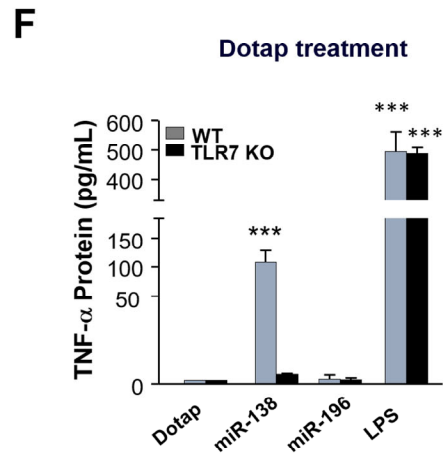 F
Dotap treatment
TNF-α Protein (pg/mL)
600
500
400
150
100
50
0
WT
TLR7 KO
***
***
***
Dotap
miR-138
miR-196
LPS